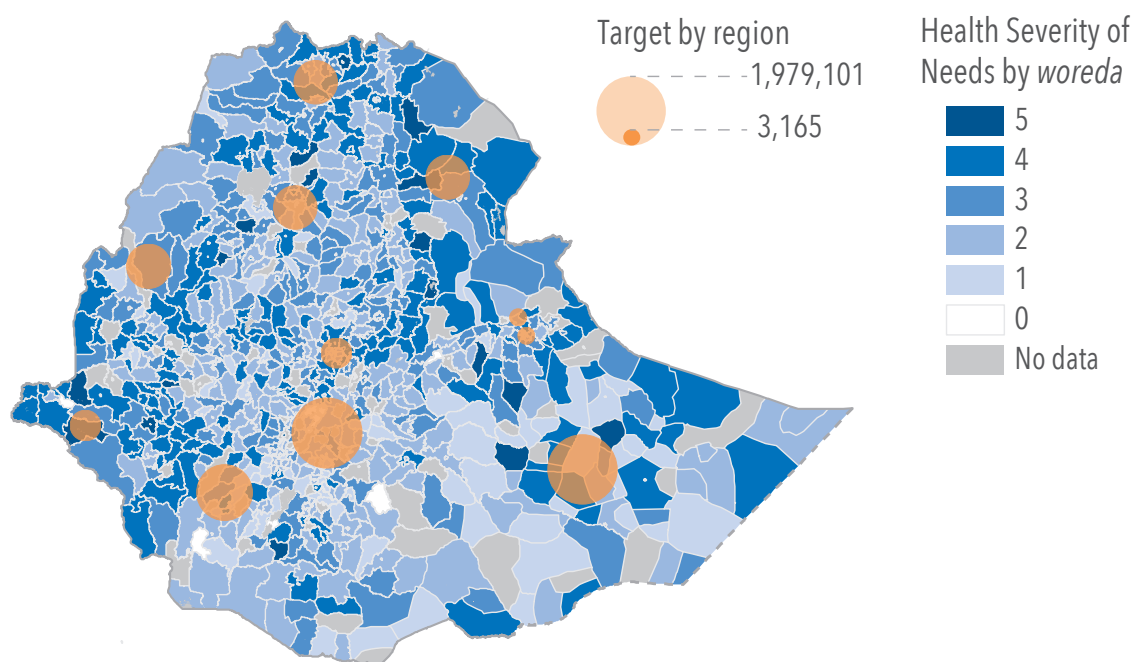 Target by region
1,979,101
3,165
Health Severity of
Needs by woreda
5
4
3
2
1
0
No data